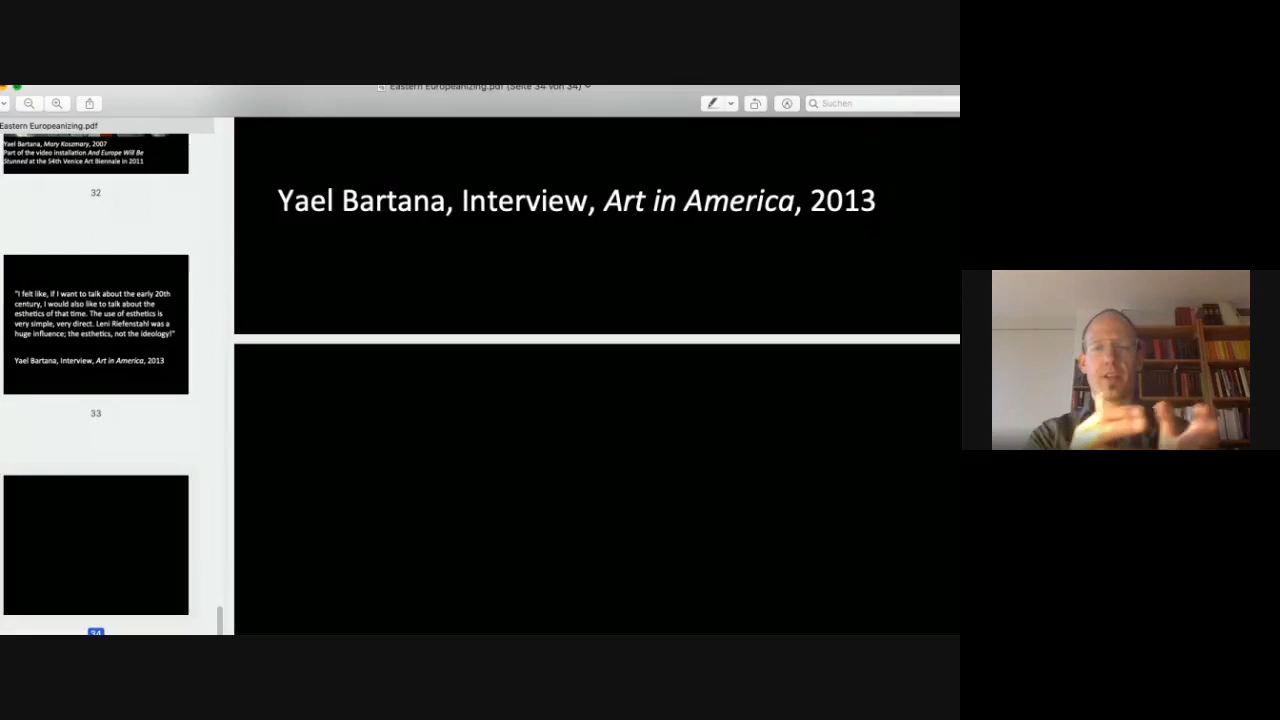 Eastern Europeanizing.pdf (Seite 34 von 34)
Suchen
Eastern Europeanizing.pdf
Yael Bartana, Mary Koszmary, 2007
Part of the video installation And Europe Will Be
Stunned at the 54th Venice Art Biennale in 2011
32
"I felt like, if I want to talk about the early 20th
century, I would also like to talk about the
esthetics of that time. The use of esthetics is
very simple, very direct. Leni Riefenstahl was a
huge influence; the esthetics, not the ideology!"
Yael Bartana, Interview, Art in America, 2013
33
34
Yael Bartana, Interview, Art in America, 2013